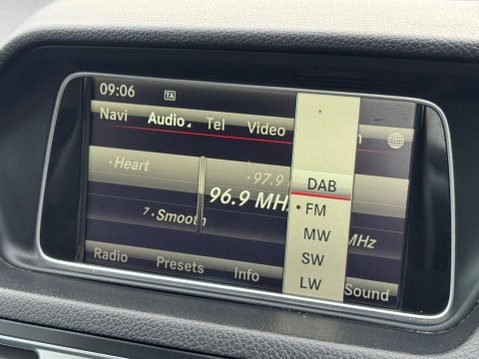 09:06 TA
Navi Audio Tel Video
DAB
•Heart •97.9
• FM
96.9 MHz
MW
7•Smooth MHz
SW
LW
Radio Presets Info Sound